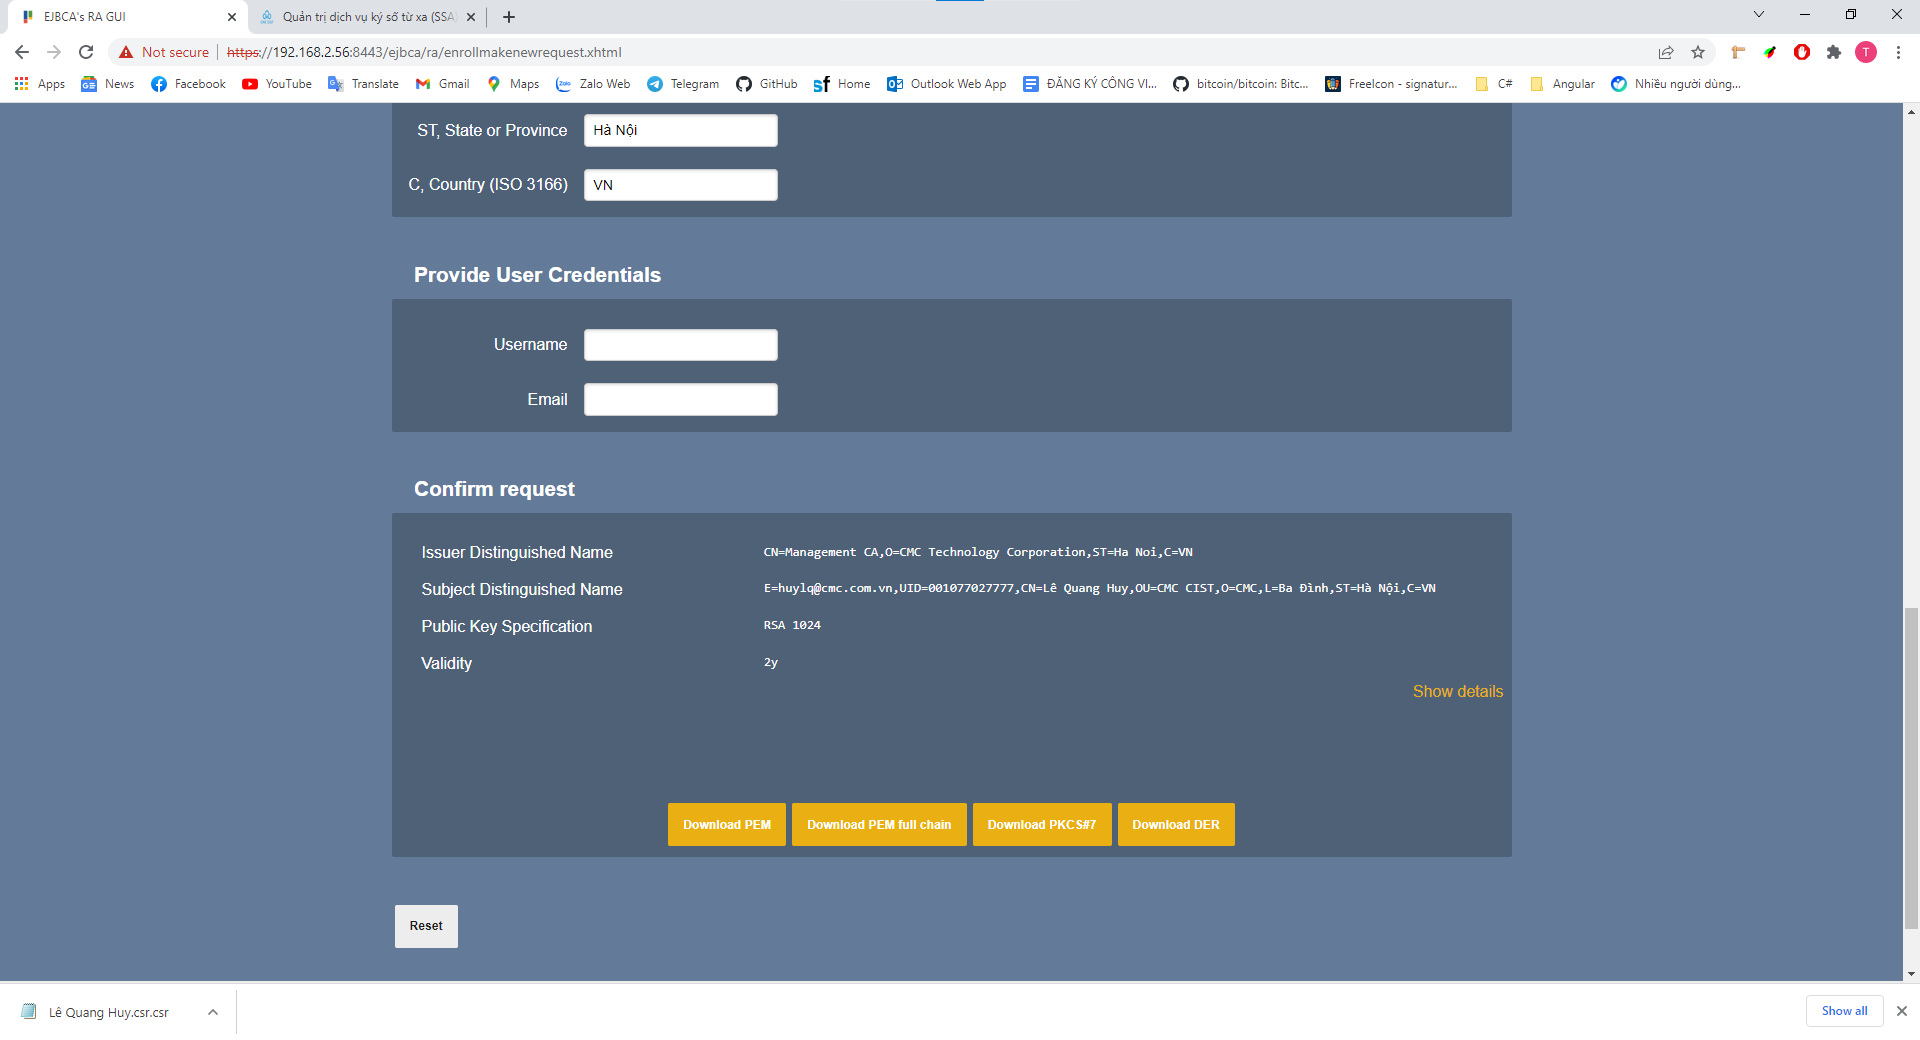 EJBCA's RA GUI
Quản trị dịch vụ ký số từ xa (SSA
Not secure
https://192.168.2.56:8443/ejbca/ra/enrollmakenewrequest.xhtml
T
Apps News Facebook YouTube Translate Gmail Maps Zalo Web Telegram GitHub Home Outlook Web App ĐĂNG KÝ CÔNG VI... bitcoin/bitcoin: Bitc... FreeIcon - signatur... C# Angular Nhiều người dùng...
ST, State or Province Hà Nội
C, Country (ISO 3166) VN
Provide User Credentials
Username
Email
Confirm request
Issuer Distinguished Name CN=Management CA,O=CMC Technology Corporation,ST=Ha Noi,C=VN
Subject Distinguished Name E=huylq@cmc.com.vn,UID=001077027777,CN=Lê Quang Huy,OU=CMC CIST,O=CMC,L=Ba Đình,ST=Hà Nội,C=VN
Public Key Specification RSA 1024
Validity 2y
Show details
Download PEM Download PEM full chain Download PKCS#7 Download DER
Reset
Lê Quang Huy.csr.csr
Show all